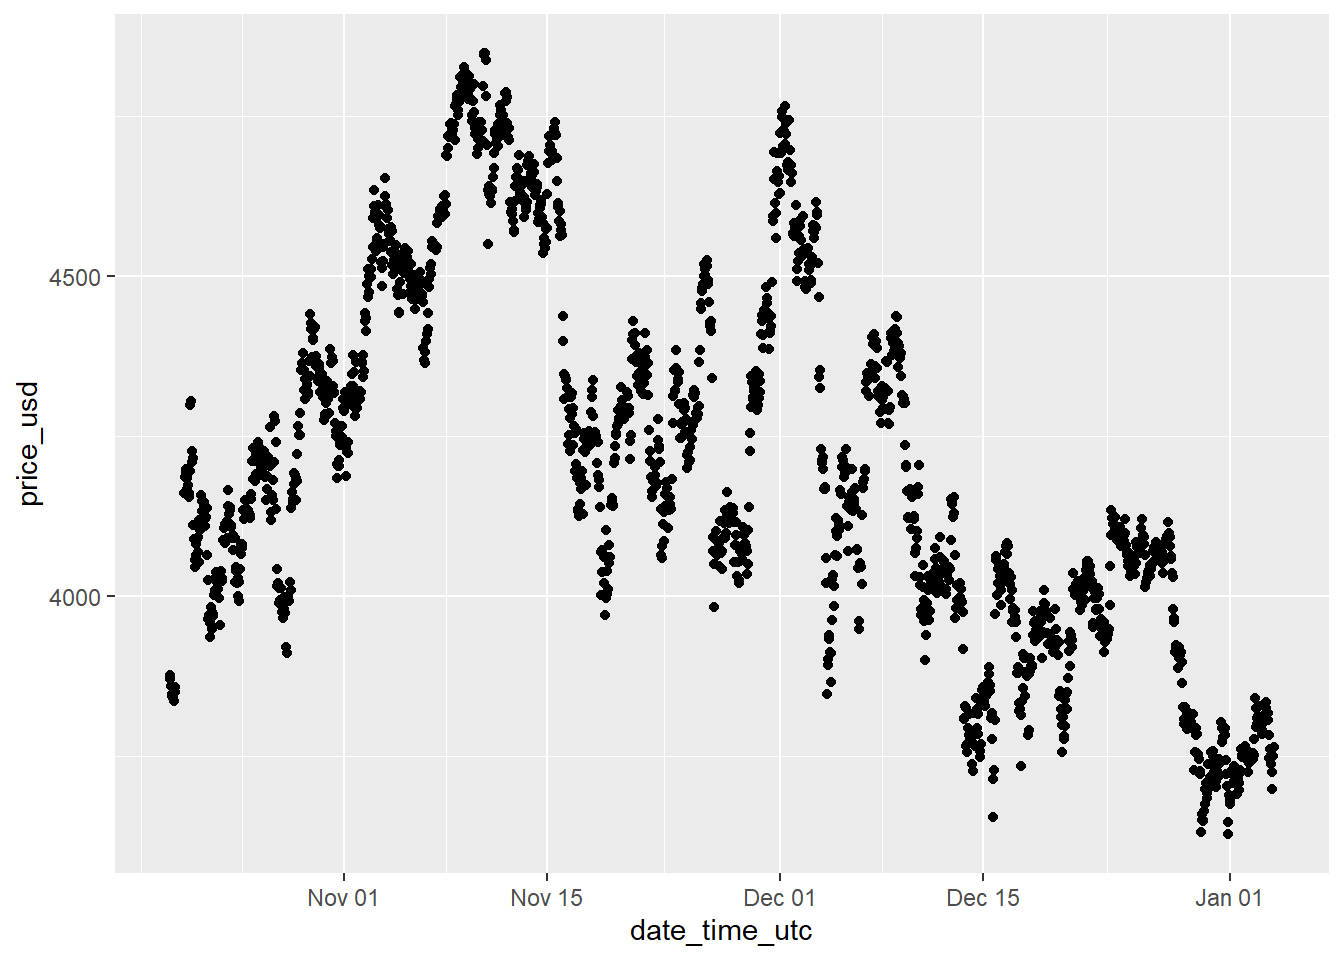 price_usd
4500
4000
Nov 01
Nov 15
Dec 01
Dec 15
Jan 01
date_time_utc